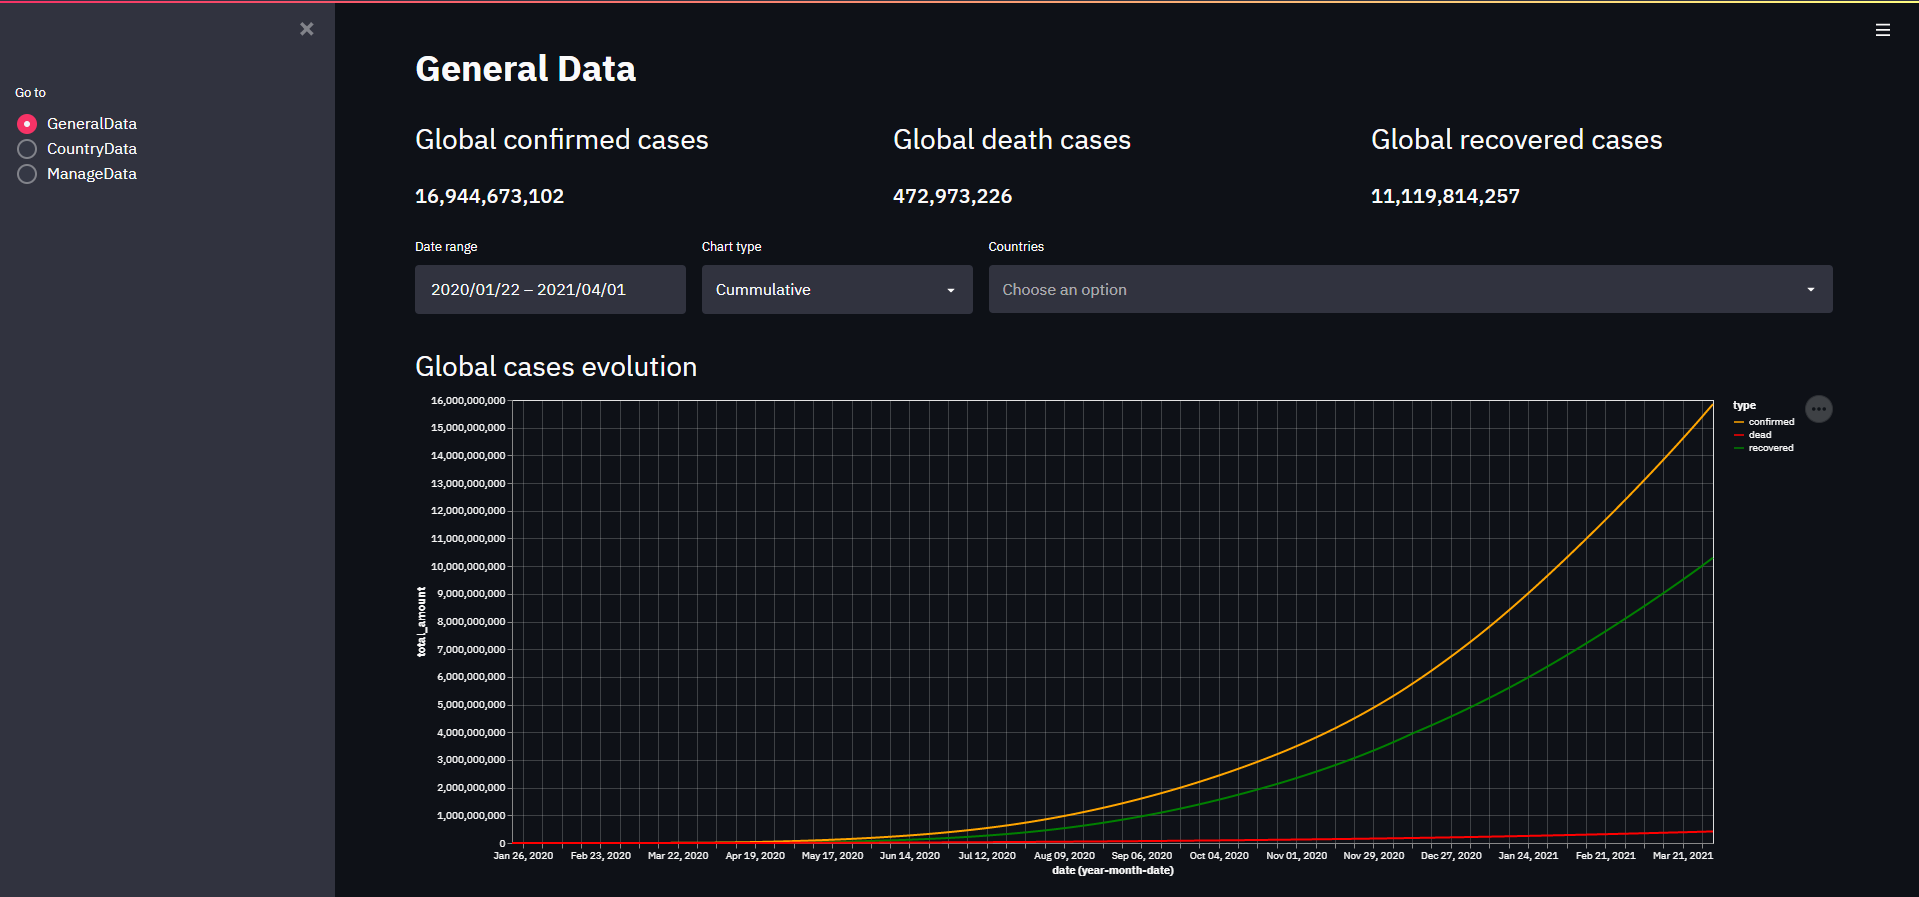 Go to
GeneralData
CountryData
ManageData
General Data
Global confirmed cases
16,944,673,102
Global death cases
472,973,226
Global recovered cases
11,119,814,257
Date range
2020/01/22 – 2021/04/01
Chart type
Cummulative
Countries
Choose an option
Global cases evolution
total_amount
16,000,000,000
15,000,000,000
14,000,000,000
13,000,000,000
12,000,000,000
11,000,000,000
10,000,000,000
9,000,000,000
8,000,000,000
7,000,000,000
6,000,000,000
5,000,000,000
4,000,000,000
3,000,000,000
2,000,000,000
1,000,000,000
0
Jan 26, 2020 Feb 23, 2020 Mar 22, 2020 Apr 19, 2020 May 17, 2020 Jun 14, 2020 Jul 12, 2020 Aug 09, 2020 Sep 06, 2020 Oct 04, 2020 Nov 01, 2020 Nov 29, 2020 Dec 27, 2020 Jan 24, 2021 Feb 21, 2021 Mar 21, 2021
date (year-month-date)
type
confirmed
dead
recovered